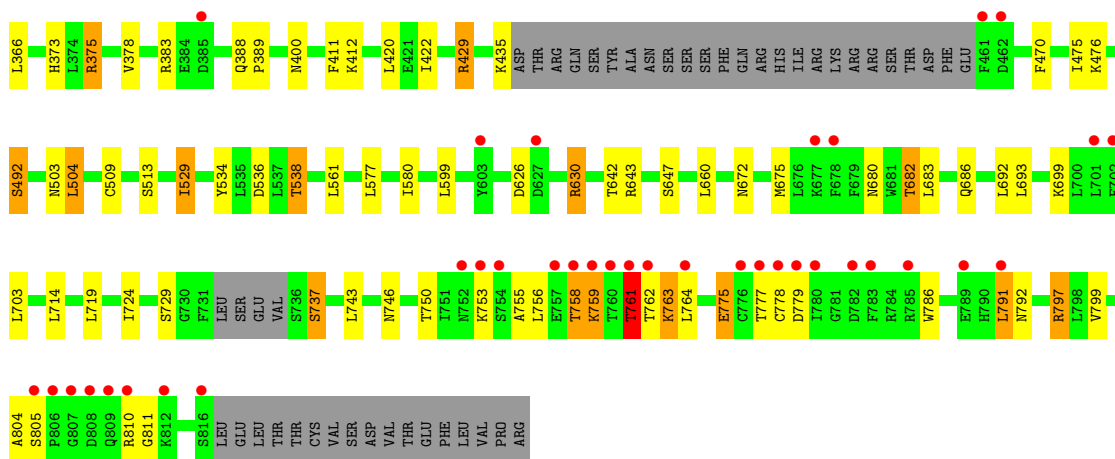 L366 H373 L374 R375 V378 R383 E384 D385 Q388 P389 N400 F411 K412 L420 E421 I422 R429 K435 ASP THR ARG GLN SER TYR ALA ASN SER SER SER PHE GLN ARG HIS ILE ARG LYS ARG ARG SER THR ASP PHE GLU F461 D462 F470 I475 K476
S492 N503 L504 C509 S513 I529 Y534 L535 D536 L537 T538 L561 L577 I580 L599 Y603 D626 D627 R630 T642 R643 S647 L660 N672 M675 L676 K677 F678 F679 N680 W681 T682 L683 Q686 L692 L693 K699 L700 L701
L703 L714 L719 I724 S729 G730 F731 LEU SER GLU VAL S736 S737 L743 N746 T750 I751 N752 K753 S754 A755 L756 E757 T758 K759 T760 T761 T762 K763 L764 E775 C776 T777 C778 D779 I780 G781 D782 F783 R784 R785 W786 E789 H790 L791 N792 R797 L798 V799
A804 S805 P806 G807 D808 Q809 R810 G811 K812 S816 LEU GLU LEU THR THR CYS VAL SER ASP VAL THR GLU PHE LEU VAL PRO ARG